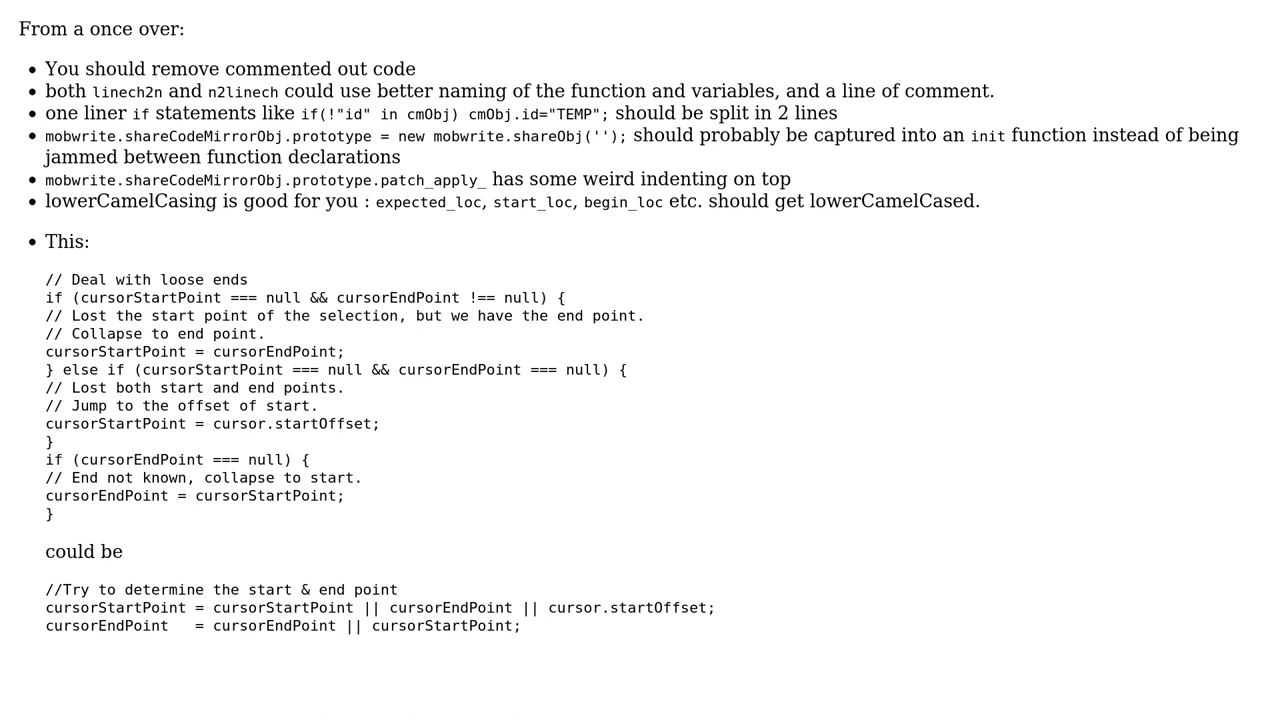 From a once over:
• You should remove commented out code
• both linech2n and n2linech could use better naming of the function and variables, and a line of comment.
• one liner if statements like if(!"id" in cmObj) cmObj.id="TEMP"; should be split in 2 lines
• mobwrite.shareCodeMirrorObj.prototype = new mobwrite.shareObj(''); should probably be captured into an init function instead of being
jammed between function declarations
• mobwrite.shareCodeMirrorObj.prototype.patch_apply_ has some weird indenting on top
• lowerCamelCasing is good for you : expected_loc, start_loc, begin_loc etc. should get lowerCamelCased.
• This:
// Deal with loose ends
if (cursorStartPoint === null && cursorEndPoint !== null) {
// Lost the start point of the selection, but we have the end point.
// Collapse to end point.
cursorStartPoint = cursorEndPoint;
} else if (cursorStartPoint === null && cursorEndPoint === null) {
// Lost both start and end points.
// Jump to the offset of start.
cursorStartPoint = cursor.startOffset;
}
if (cursorEndPoint === null) {
// End not known, collapse to start.
cursorEndPoint = cursorStartPoint;
}
could be
//Try to determine the start & end point
cursorStartPoint = cursorStartPoint || cursorEndPoint || cursor.startOffset;
cursorEndPoint   = cursorEndPoint || cursorStartPoint;